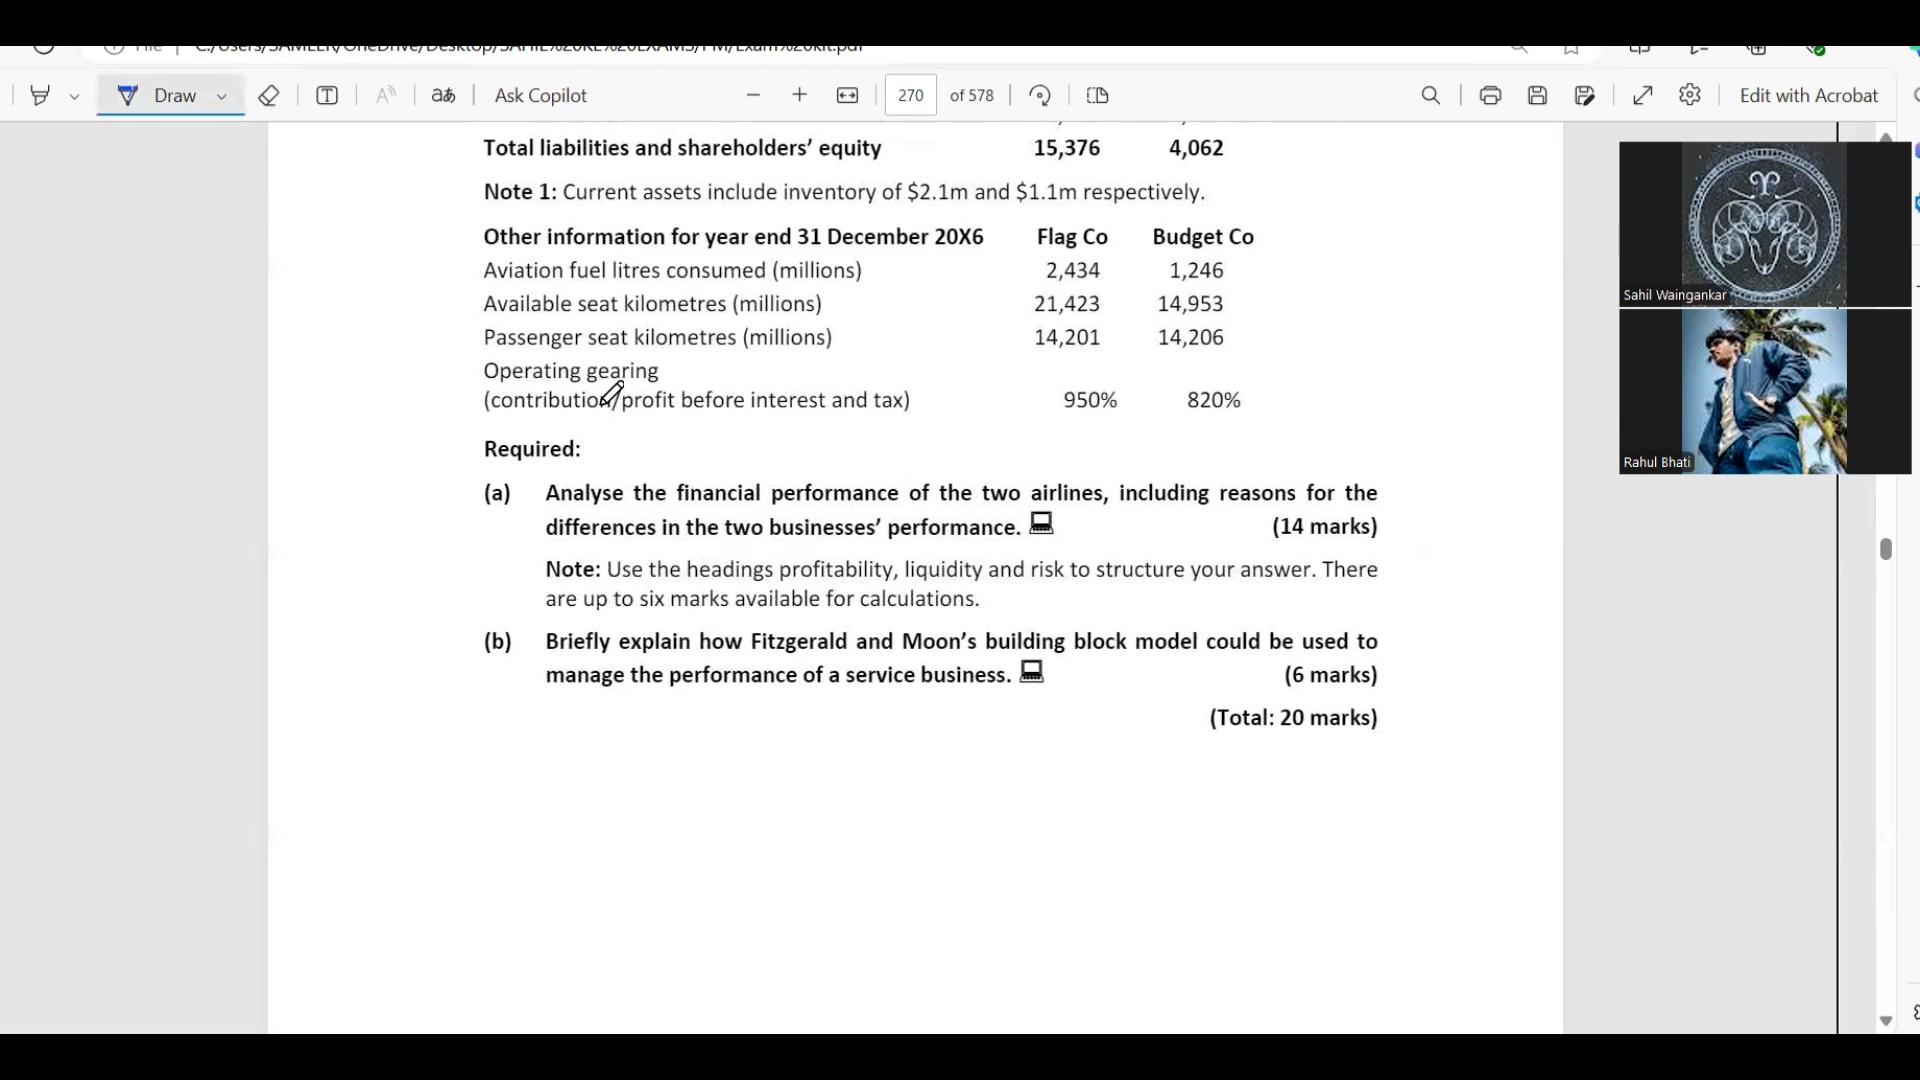 Draw
Ask Copilot
270 of 578
Edit with Acrobat
Total liabilities and shareholders' equity 15,376 4,062
Note 1: Current assets include inventory of $2.1m and $1.1m respectively.
Other information for year end 31 December 20X6 Flag Co Budget Co
Aviation fuel litres consumed (millions) 2,434 1,246
Available seat kilometres (millions) 21,423 14,953
Passenger seat kilometres (millions) 14,201 14,206
Operating gearing
(contribution/profit before interest and tax) 950% 820%
Required:
(a) Analyse the financial performance of the two airlines, including reasons for the
differences in the two businesses' performance. (14 marks)
Note: Use the headings profitability, liquidity and risk to structure your answer. There
are up to six marks available for calculations.
(b) Briefly explain how Fitzgerald and Moon's building block model could be used to
manage the performance of a service business. (6 marks)
(Total: 20 marks)
Sahil Waingankar
Rahul Bhati